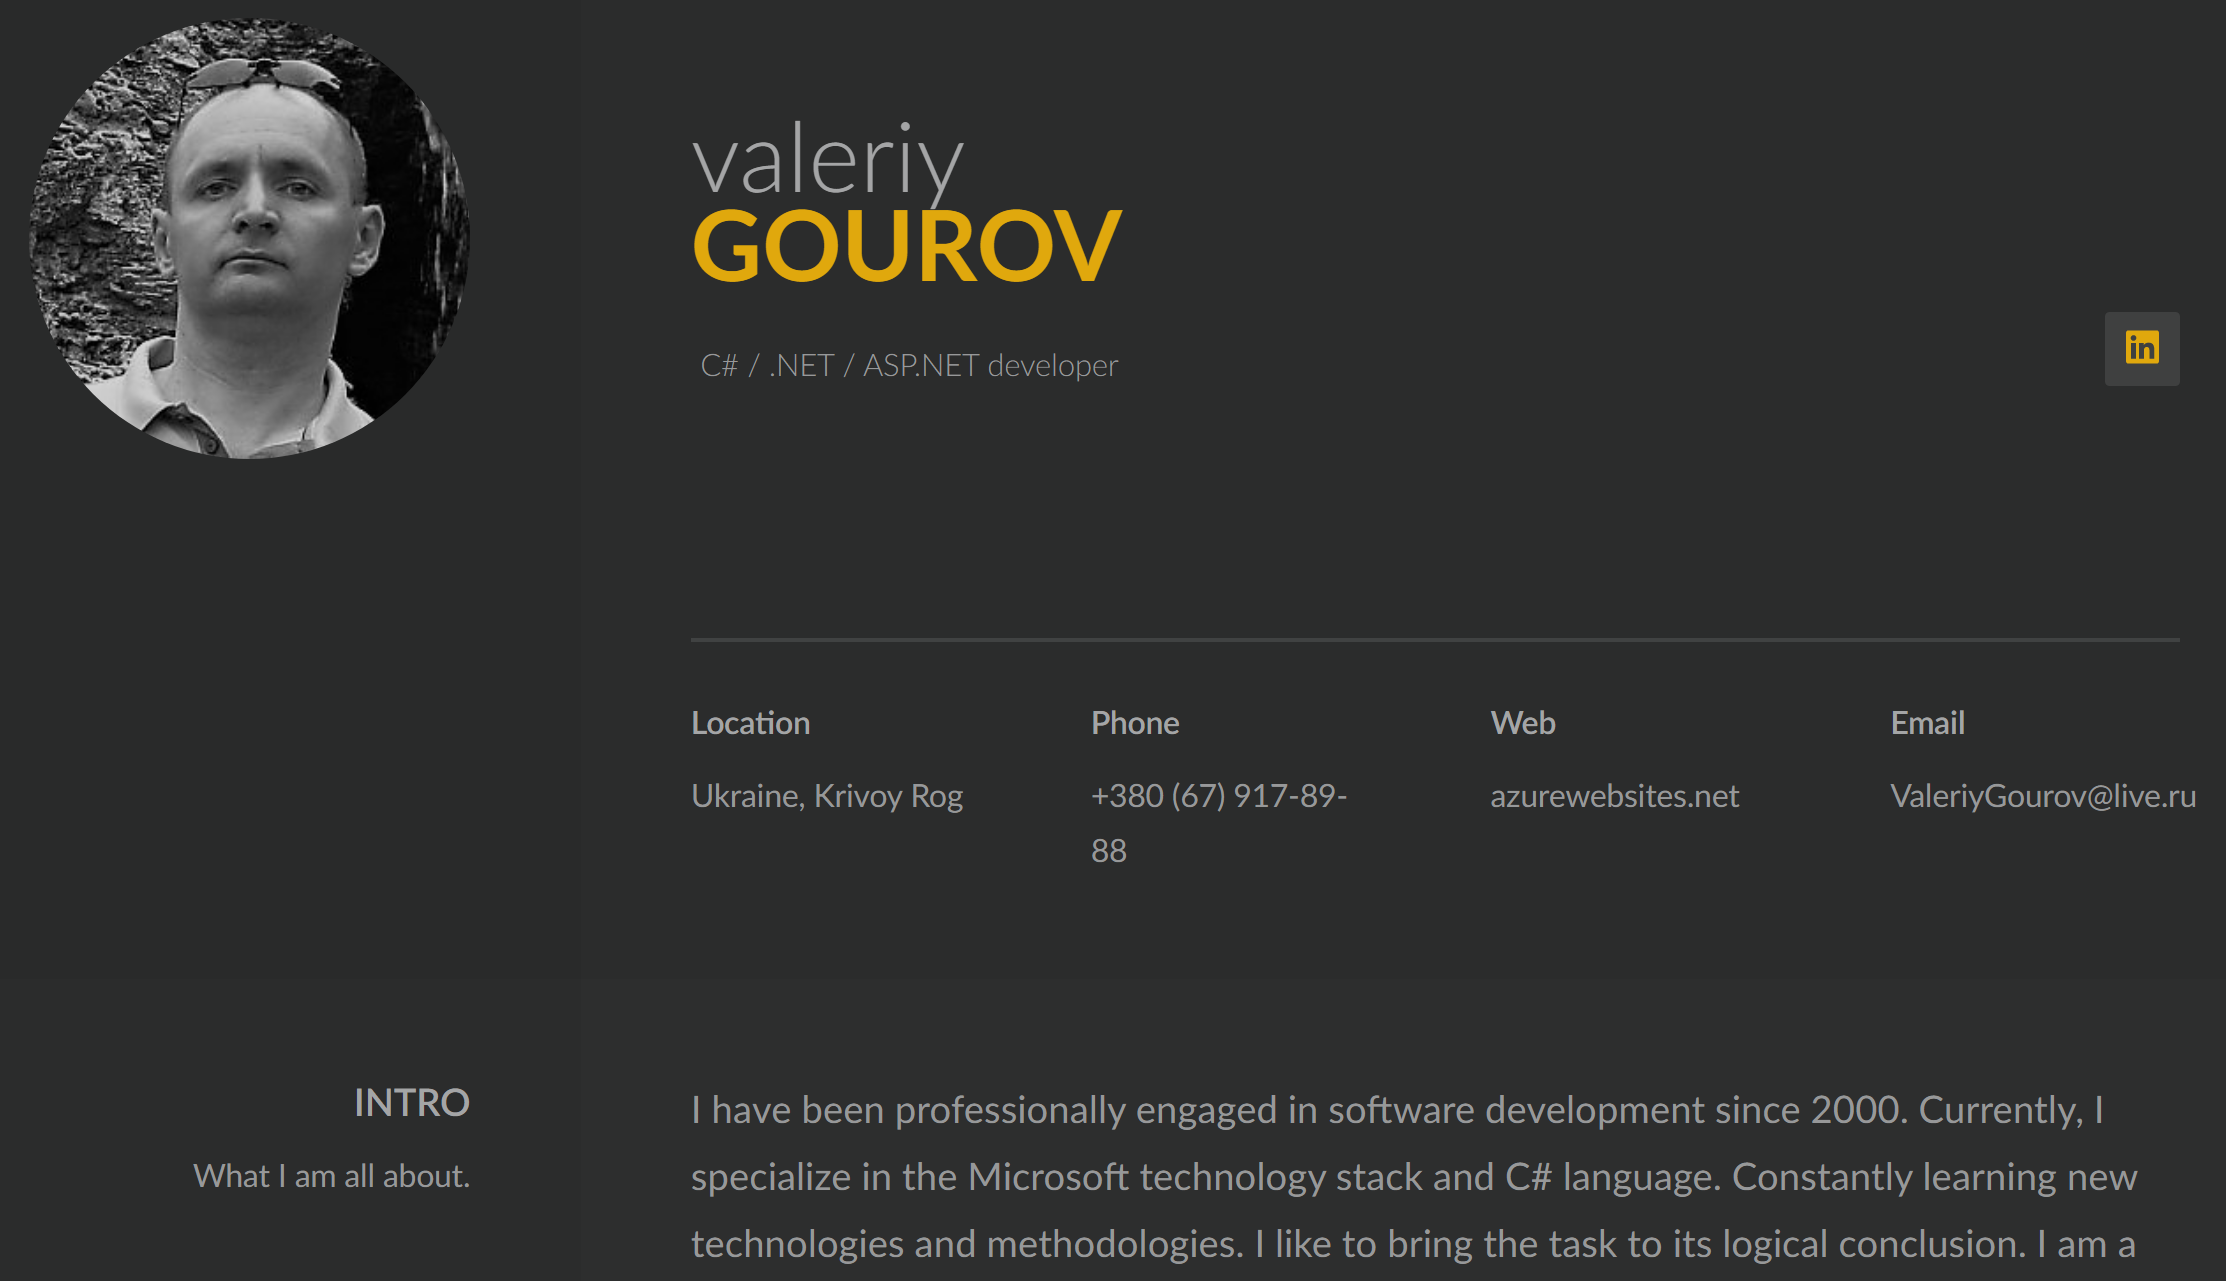 valeriy
GOUROV
C# / .NET / ASP.NET developer
in
Location
Ukraine, Krivoy Rog
Phone
+380 (67) 917-89-
88
Web
azurewebsites.net
Email
ValeriyGourov@live.ru
INTRO
What I am all about.
I have been professionally engaged in software development since 2000. Currently, I
specialize in the Microsoft technology stack and C# language. Constantly learning new
technologies and methodologies. I like to bring the task to its logical conclusion. I am a